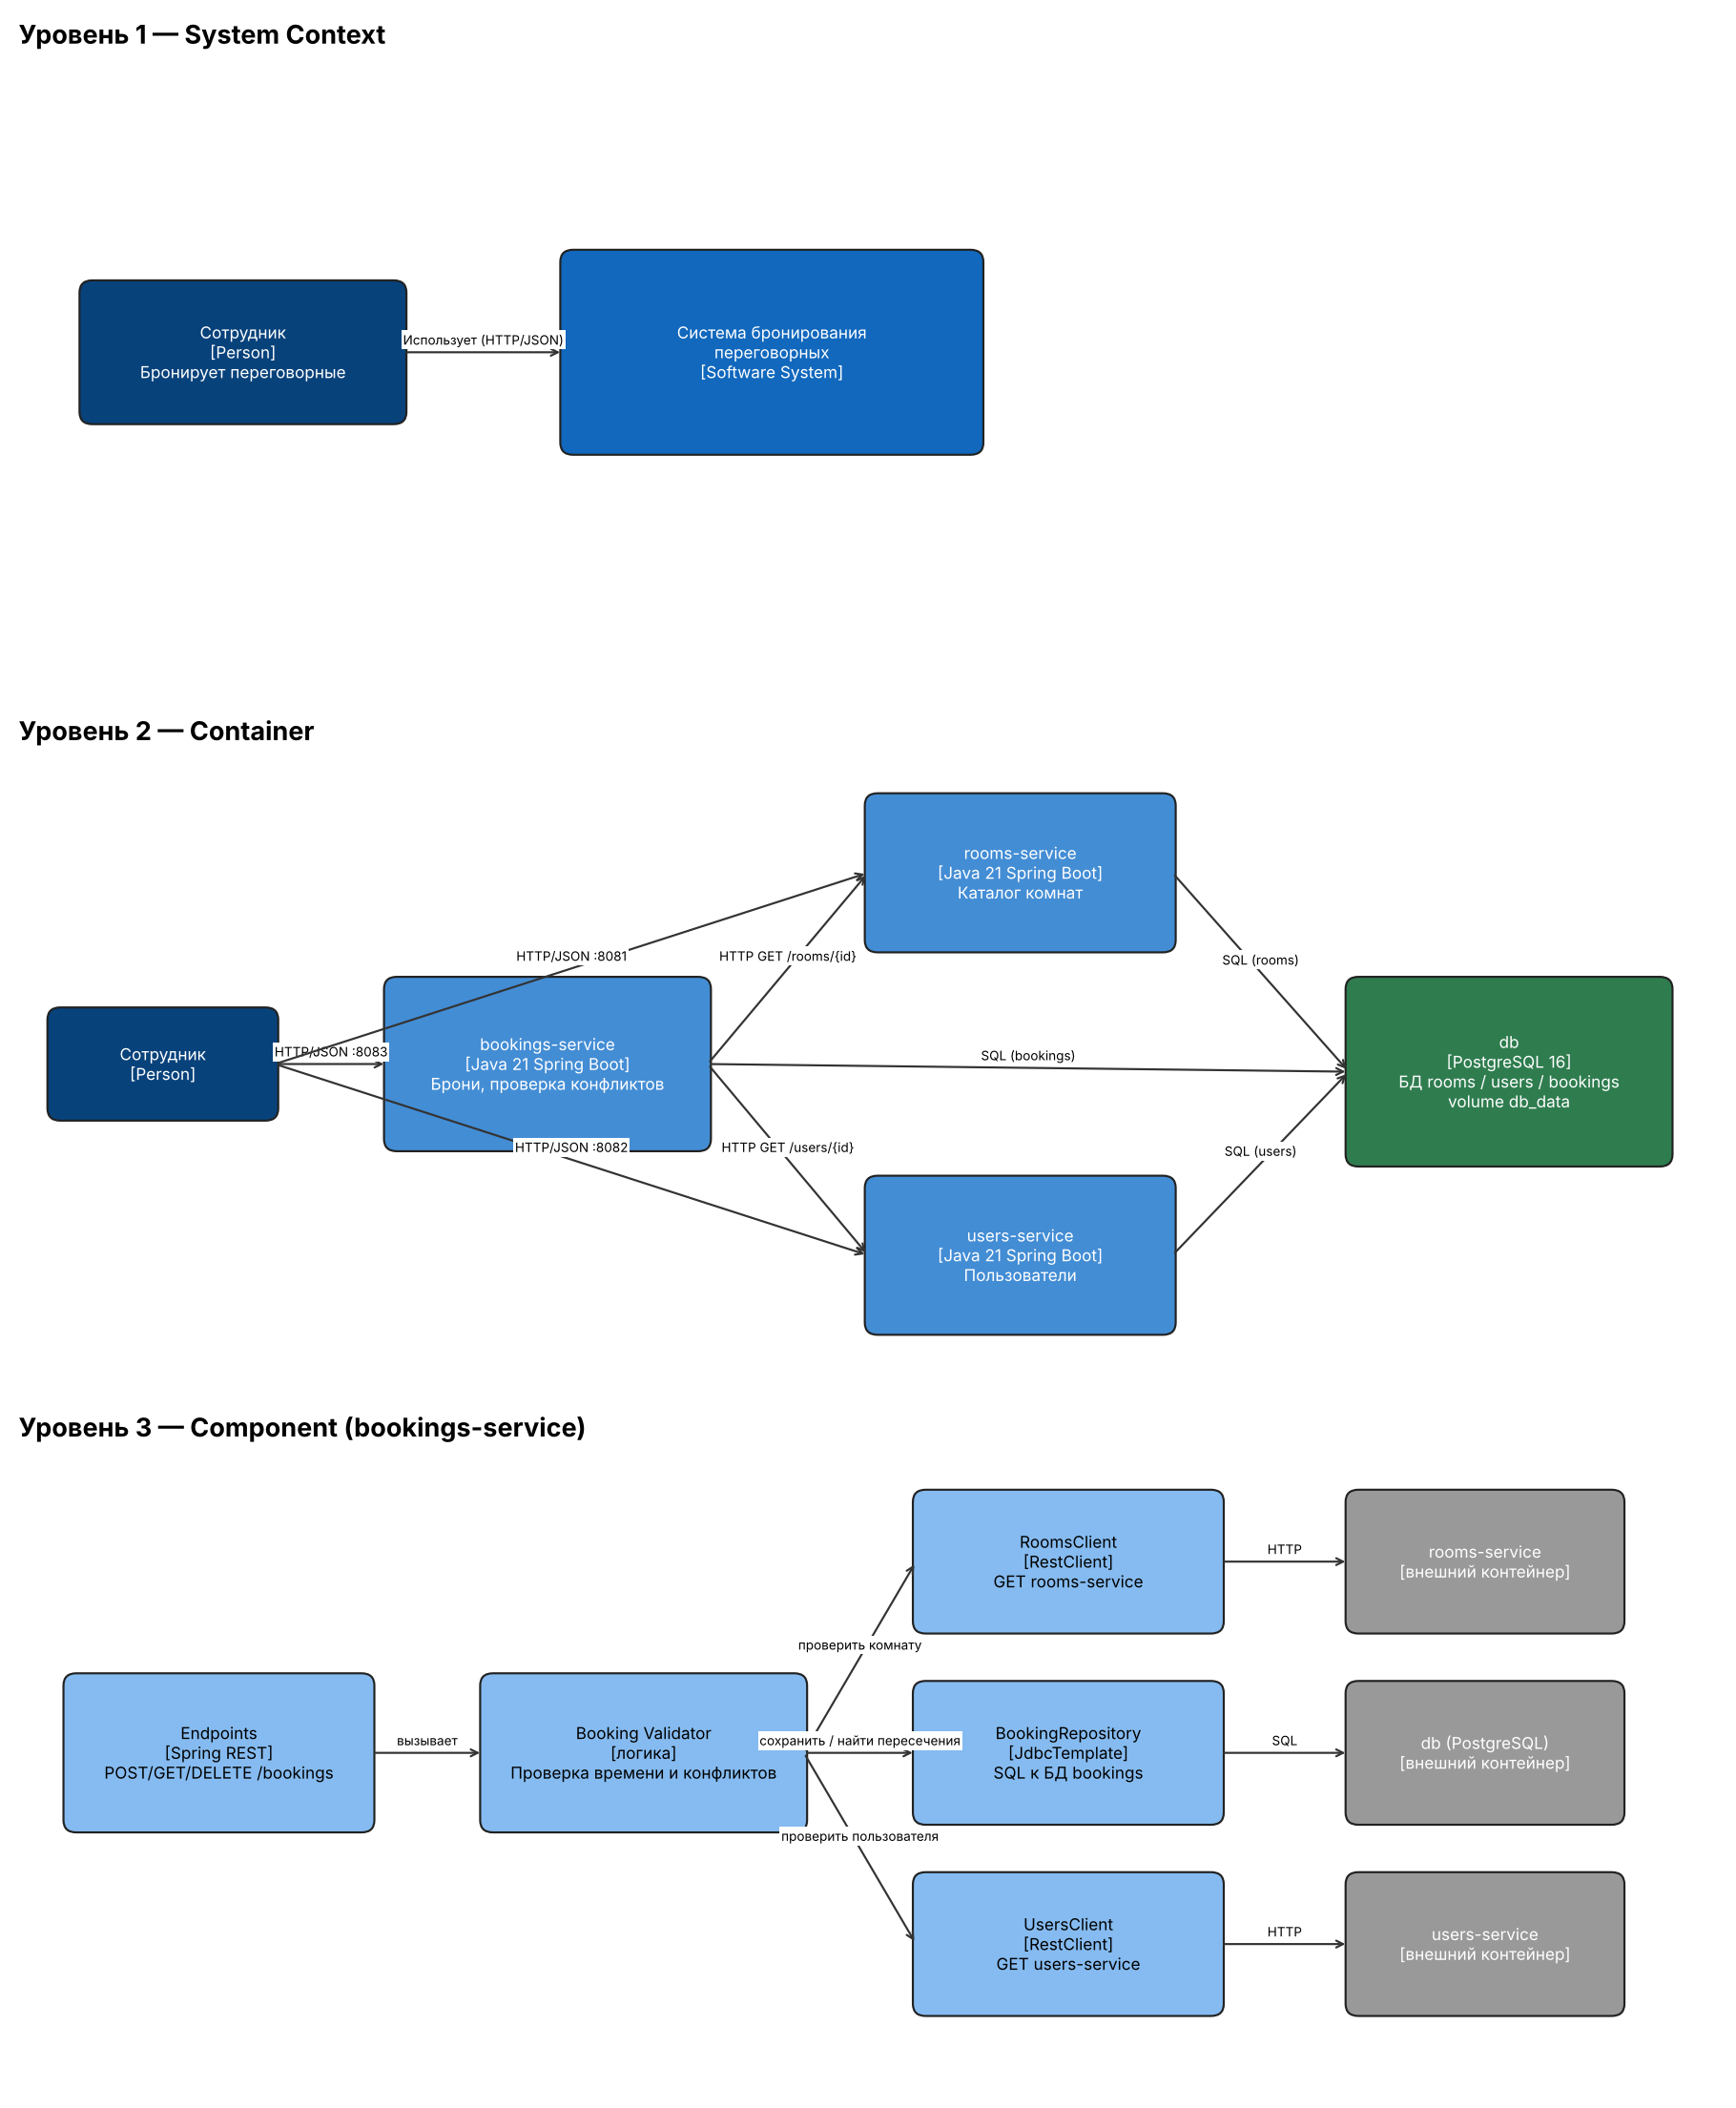 Уровень 1 — System Context
Сотрудник
[Person]
Бронирует переговорные
Использует (HTTP/JSON)
Система бронирования
переговорных
[Software System]
Уровень 2 — Container
rooms-service
[Java 21 Spring Boot]
Каталог комнат
HTTP/JSON :8081
HTTP GET /rooms/{id}
SQL (rooms)
Сотрудник
[Person]
HTTP/JSON :8083
bookings-service
[Java 21 Spring Boot]
Брони, проверка конфликтов
SQL (bookings)
db
[PostgreSQL 16]
БД rooms / users / bookings
volume db_data
HTTP/JSON :8082
HTTP GET /users/{id}
SQL (users)
users-service
[Java 21 Spring Boot]
Пользователи
Уровень 3 — Component (bookings-service)
RoomsClient
[RestClient]
GET rooms-service
HTTP
rooms-service
[внешний контейнер]
проверить комнату
Endpoints
[Spring REST]
POST/GET/DELETE /bookings
вызывает
Booking Validator
[логика]
Проверка времени и конфликтов
сохранить / найти пересечения
BookingRepository
[JdbcTemplate]
SQL к БД bookings
SQL
db (PostgreSQL)
[внешний контейнер]
проверить пользователя
UsersClient
[RestClient]
GET users-service
HTTP
users-service
[внешний контейнер]